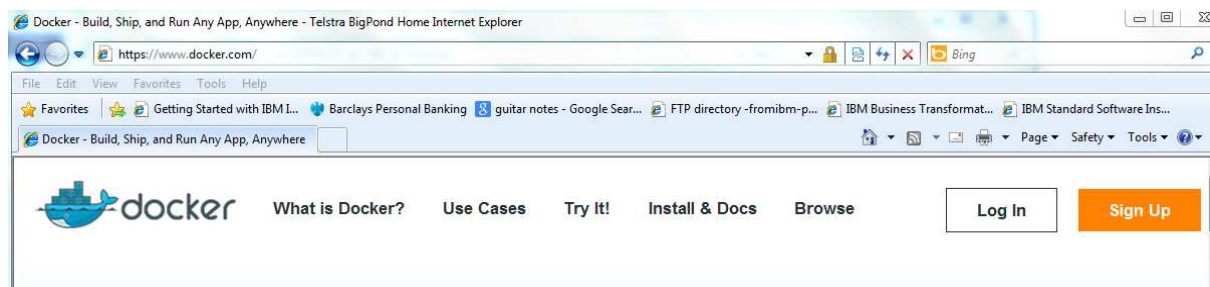 Docker - Build, Ship, and Run Any App, Anywhere - Telstra BigPond Home Internet Explorer
https://www.docker.com/ Bing
File Edit View Favorites Tools Help
Favorites Getting Started with IBM I... Barclays Personal Banking guitar notes - Google Sear... FTP directory -fromibm-p... IBM Business Transformat... IBM Standard Software Ins...
Docker - Build, Ship, and Run Any App, Anywhere Page Safety Tools
docker What is Docker? Use Cases Try It! Install & Docs Browse Log In Sign Up